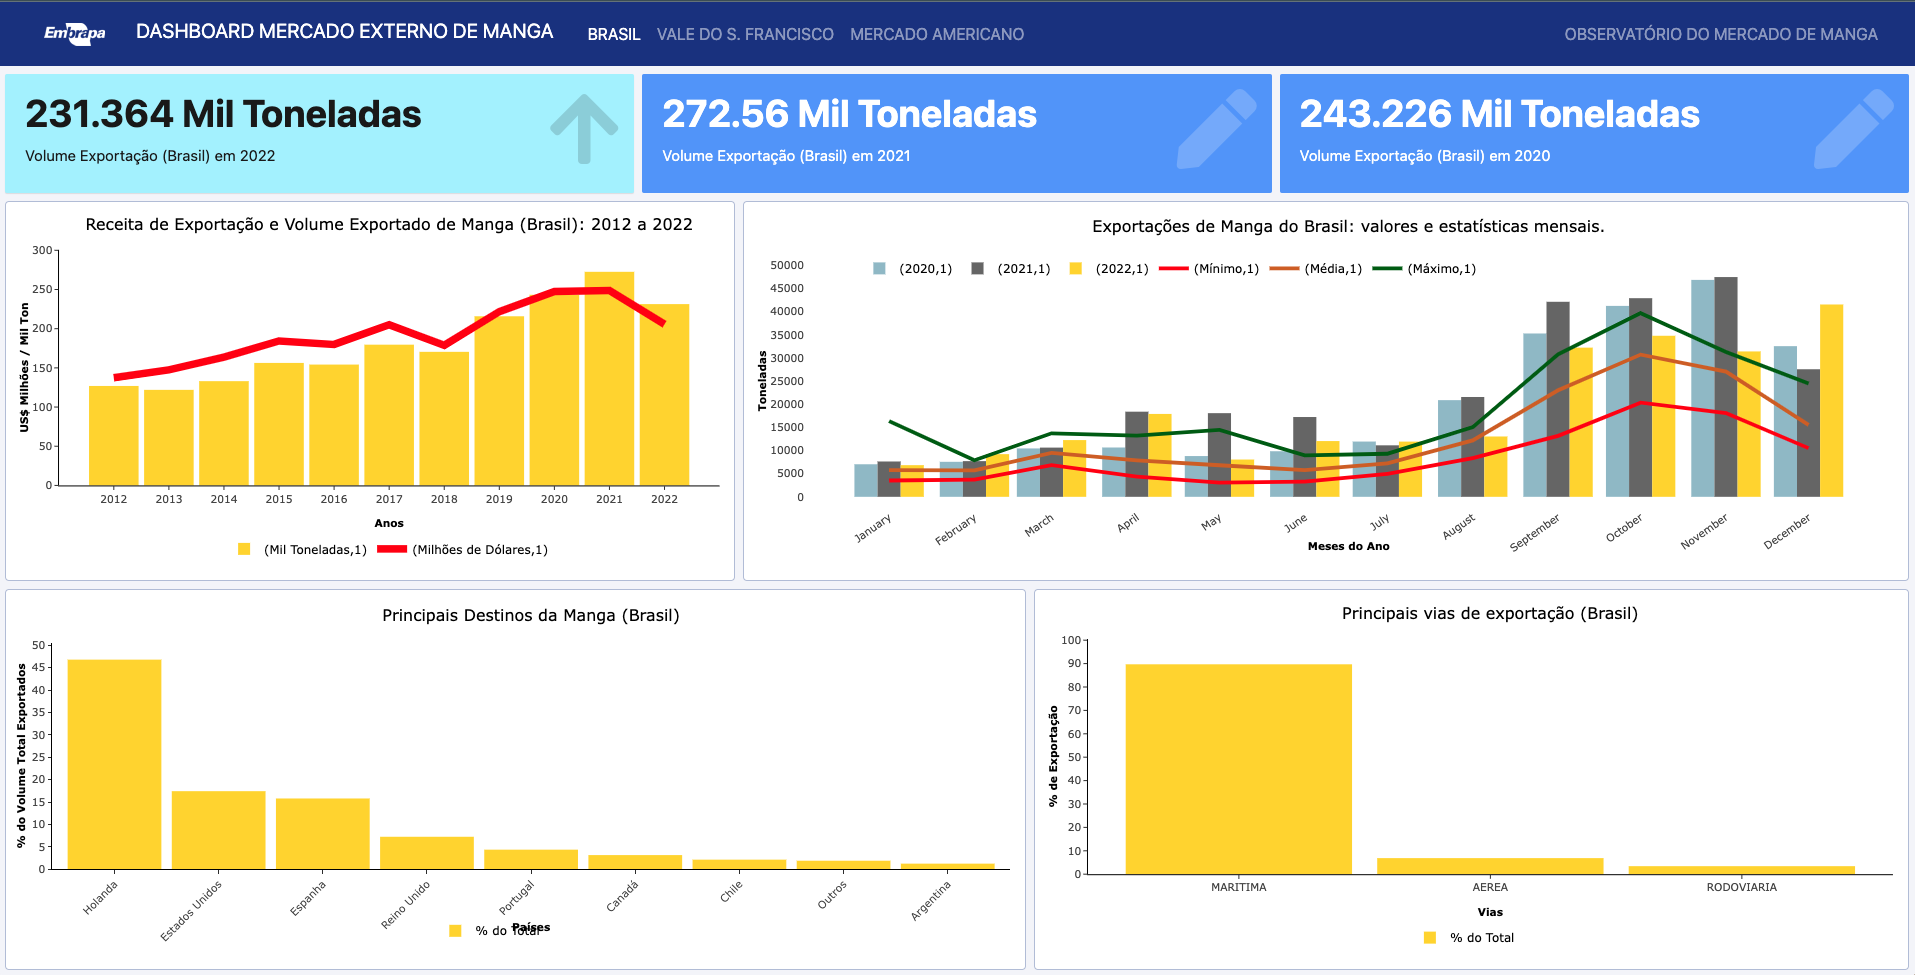 Embrapa
DASHBOARD MERCADO EXTERNO DE MANGA
BRASIL
VALE DO S. FRANCISCO
MERCADO AMERICANO
OBSERVATÓRIO DO MERCADO DE MANGA
231.364 Mil Toneladas
Volume Exportação (Brasil) em 2022
272.56 Mil Toneladas
Volume Exportação (Brasil) em 2021
243.226 Mil Toneladas
Volume Exportação (Brasil) em 2020
Receita de Exportação e Volume Exportado de Manga (Brasil): 2012 a 2022
US$ Milhões / Mil Ton
300
250
200
150
100
50
0
2012 2013 2014 2015 2016 2017 2018 2019 2020 2021 2022
Anos
(Mil Toneladas,1) (Milhões de Dólares,1)
Exportações de Manga do Brasil: valores e estatísticas mensais.
(2020,1) (2021,1) (2022,1) (Mínimo,1) (Média,1) (Máximo,1)
Toneladas
50000
45000
40000
35000
30000
25000
20000
15000
10000
5000
0
January February March April May June July August September October November December
Meses do Ano
Principais Destinos da Manga (Brasil)
% do Volume Total Exportados
50
45
40
35
30
25
20
15
10
5
0
Holanda Estados Unidos Espanha Reino Unido Portugal Canadá Chile Outros Argentina
Países
% do Total
Principais vias de exportação (Brasil)
% de Exportação
100
90
80
70
60
50
40
30
20
10
0
MARITIMA AEREA RODOVIARIA
Vias
% do Total